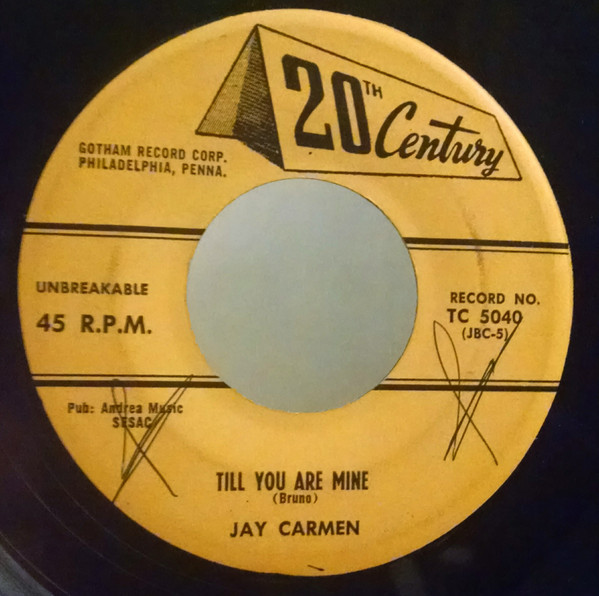 20TH Century
GOTHAM RECORD CORP.
PHILADELPHIA, PENNA.
UNBREAKABLE
45 R.P.M.
RECORD NO.
TC 5040
(JBC-5)
Pub: Andrea Music
SESAC
TILL YOU ARE MINE
(Bruno)
JAY CARMEN